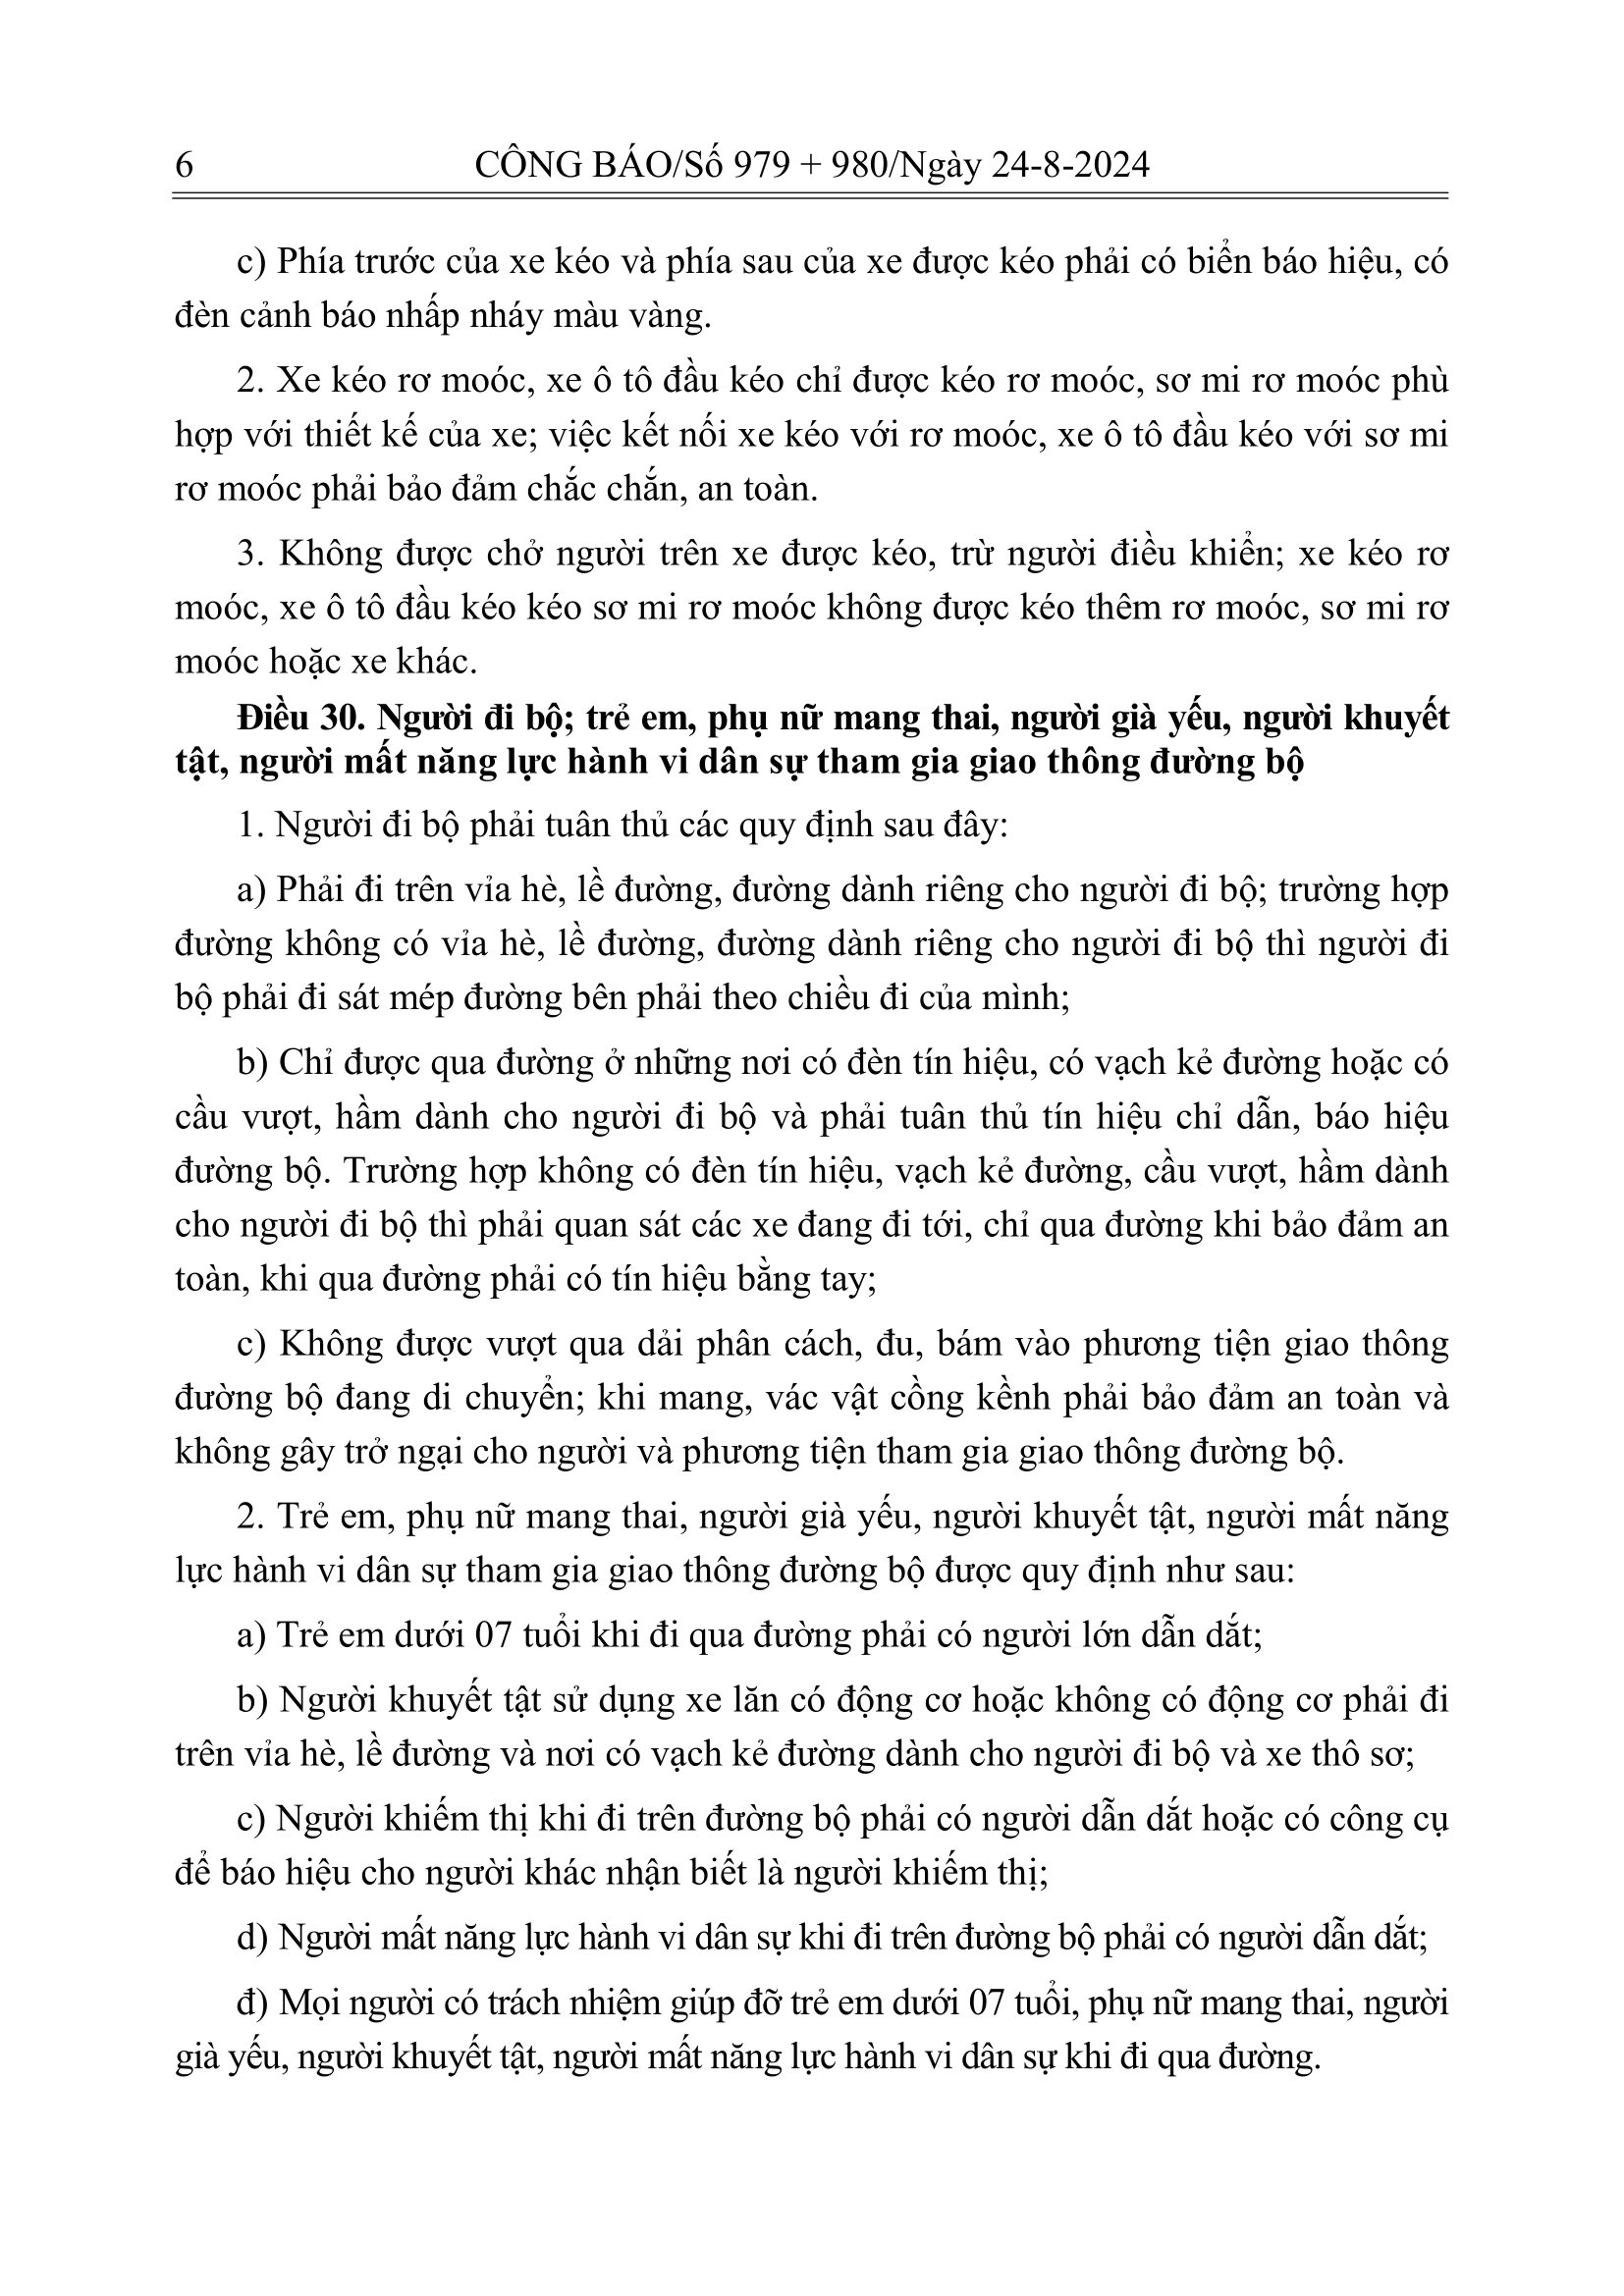 6 CÔNG BÁO/Số 979 + 980/Ngày 24-8-2024
c) Phía trước của xe kéo và phía sau của xe được kéo phải có biển báo hiệu, có
đèn cảnh báo nhấp nháy màu vàng.
2. Xe kéo rơ moóc, xe ô tô đầu kéo chỉ được kéo rơ moóc, sơ mi rơ moóc phù
hợp với thiết kế của xe; việc kết nối xe kéo với rơ moóc, xe ô tô đầu kéo với sơ mi
rơ moóc phải bảo đảm chắc chắn, an toàn.
3. Không được chở người trên xe được kéo, trừ người điều khiển; xe kéo rơ
moóc, xe ô tô đầu kéo kéo sơ mi rơ moóc không được kéo thêm rơ moóc, sơ mi rơ
moóc hoặc xe khác.
Điều 30. Người đi bộ; trẻ em, phụ nữ mang thai, người già yếu, người khuyết
tật, người mất năng lực hành vi dân sự tham gia giao thông đường bộ
1. Người đi bộ phải tuân thủ các quy định sau đây:
a) Phải đi trên vỉa hè, lề đường, đường dành riêng cho người đi bộ; trường hợp
đường không có vỉa hè, lề đường, đường dành riêng cho người đi bộ thì người đi
bộ phải đi sát mép đường bên phải theo chiều đi của mình;
b) Chỉ được qua đường ở những nơi có đèn tín hiệu, có vạch kẻ đường hoặc có
cầu vượt, hầm dành cho người đi bộ và phải tuân thủ tín hiệu chỉ dẫn, báo hiệu
đường bộ. Trường hợp không có đèn tín hiệu, vạch kẻ đường, cầu vượt, hầm dành
cho người đi bộ thì phải quan sát các xe đang đi tới, chỉ qua đường khi bảo đảm an
toàn, khi qua đường phải có tín hiệu bằng tay;
c) Không được vượt qua dải phân cách, đu, bám vào phương tiện giao thông
đường bộ đang di chuyển; khi mang, vác vật cồng kềnh phải bảo đảm an toàn và
không gây trở ngại cho người và phương tiện tham gia giao thông đường bộ.
2. Trẻ em, phụ nữ mang thai, người già yếu, người khuyết tật, người mất năng
lực hành vi dân sự tham gia giao thông đường bộ được quy định như sau:
a) Trẻ em dưới 07 tuổi khi đi qua đường phải có người lớn dẫn dắt;
b) Người khuyết tật sử dụng xe lăn có động cơ hoặc không có động cơ phải đi
trên vỉa hè, lề đường và nơi có vạch kẻ đường dành cho người đi bộ và xe thô sơ;
c) Người khiếm thị khi đi trên đường bộ phải có người dẫn dắt hoặc có công cụ
để báo hiệu cho người khác nhận biết là người khiếm thị;
d) Người mất năng lực hành vi dân sự khi đi trên đường bộ phải có người dẫn dắt;
đ) Mọi người có trách nhiệm giúp đỡ trẻ em dưới 07 tuổi, phụ nữ mang thai, người
già yếu, người khuyết tật, người mất năng lực hành vi dân sự khi đi qua đường.